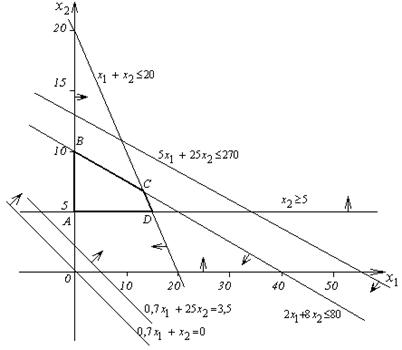 x₂
20
x₁ + x₂ ≤20
15
B
10
5x₁ + 25x₂ ≤270
C
x₂ ≥5
5
A
D
0
10
20
30
40
50
x₁
0,7x₁ + 25x₂ =3,5
2x₁+8x₂ ≤80
0,7x₁ + x₂=0